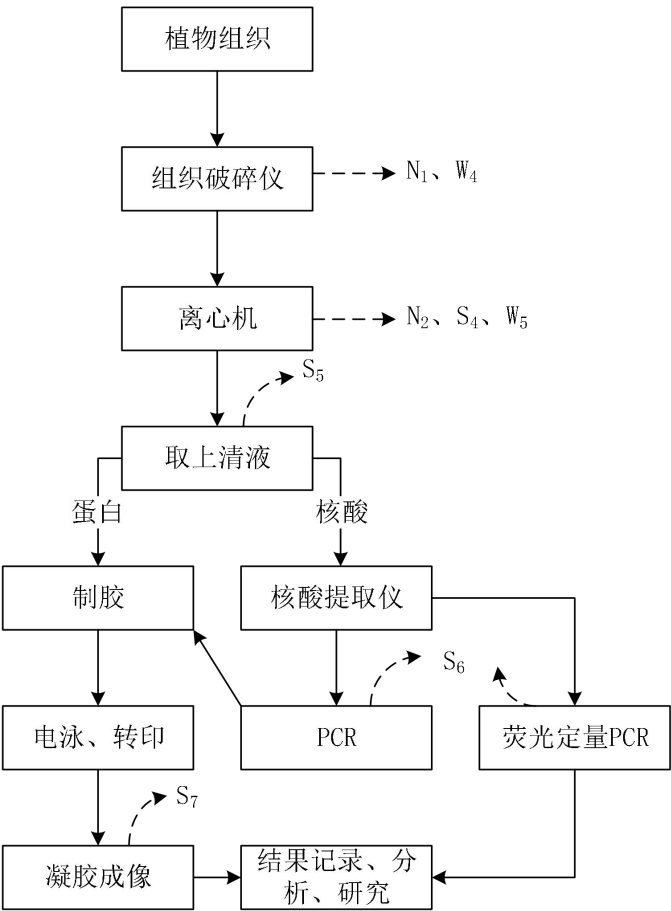 植物组织
组织破碎仪
N₁、W₄
离心机
N₂、S₄、W₅
S₅
取上清液
蛋白
核酸
制胶
核酸提取仪
S₆
电泳、转印
PCR
荧光定量PCR
S₇
凝胶成像
结果记录、分
析、研究